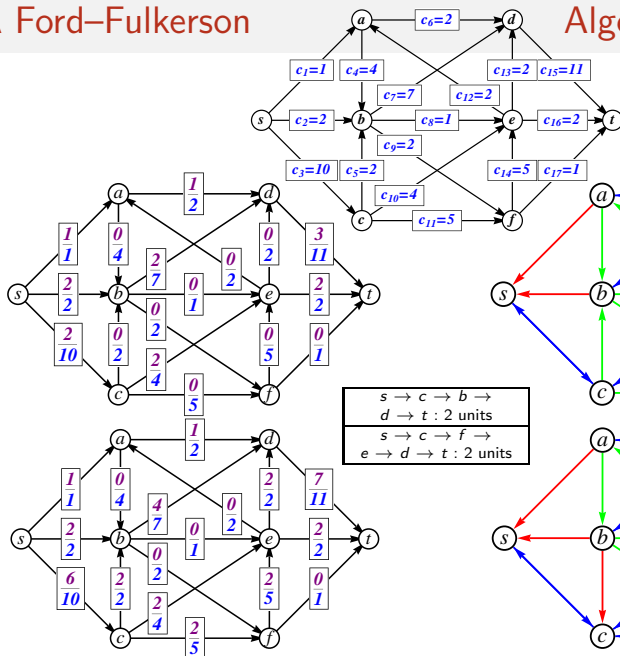 A Ford–Fulkerson
Algo
a c6=2 d
c1=1 c4=4 c7=7 c12=2 c13=2 c15=11
s c2=2 b c8=1 e c16=2 t
c3=10 c5=2 c9=2 c10=4 c14=5 c17=1
c c11=5 f
a 1/2 d
1/1 0/4 2/7 0/2 0/2 3/11
s 2/2 b 0/1 e 2/2 t
2/10 0/2 0/2 2/4 0/5 0/1
c 0/5 f
a
s b
c
s → c → b →
d → t : 2 units
s → c → f →
e → d → t : 2 units
a 1/2 d
1/1 0/4 4/7 0/2 2/2 7/11
s 2/2 b 0/1 e 2/2 t
6/10 2/2 0/2 2/4 2/5 0/1
c 2/5 f
a
s b
c